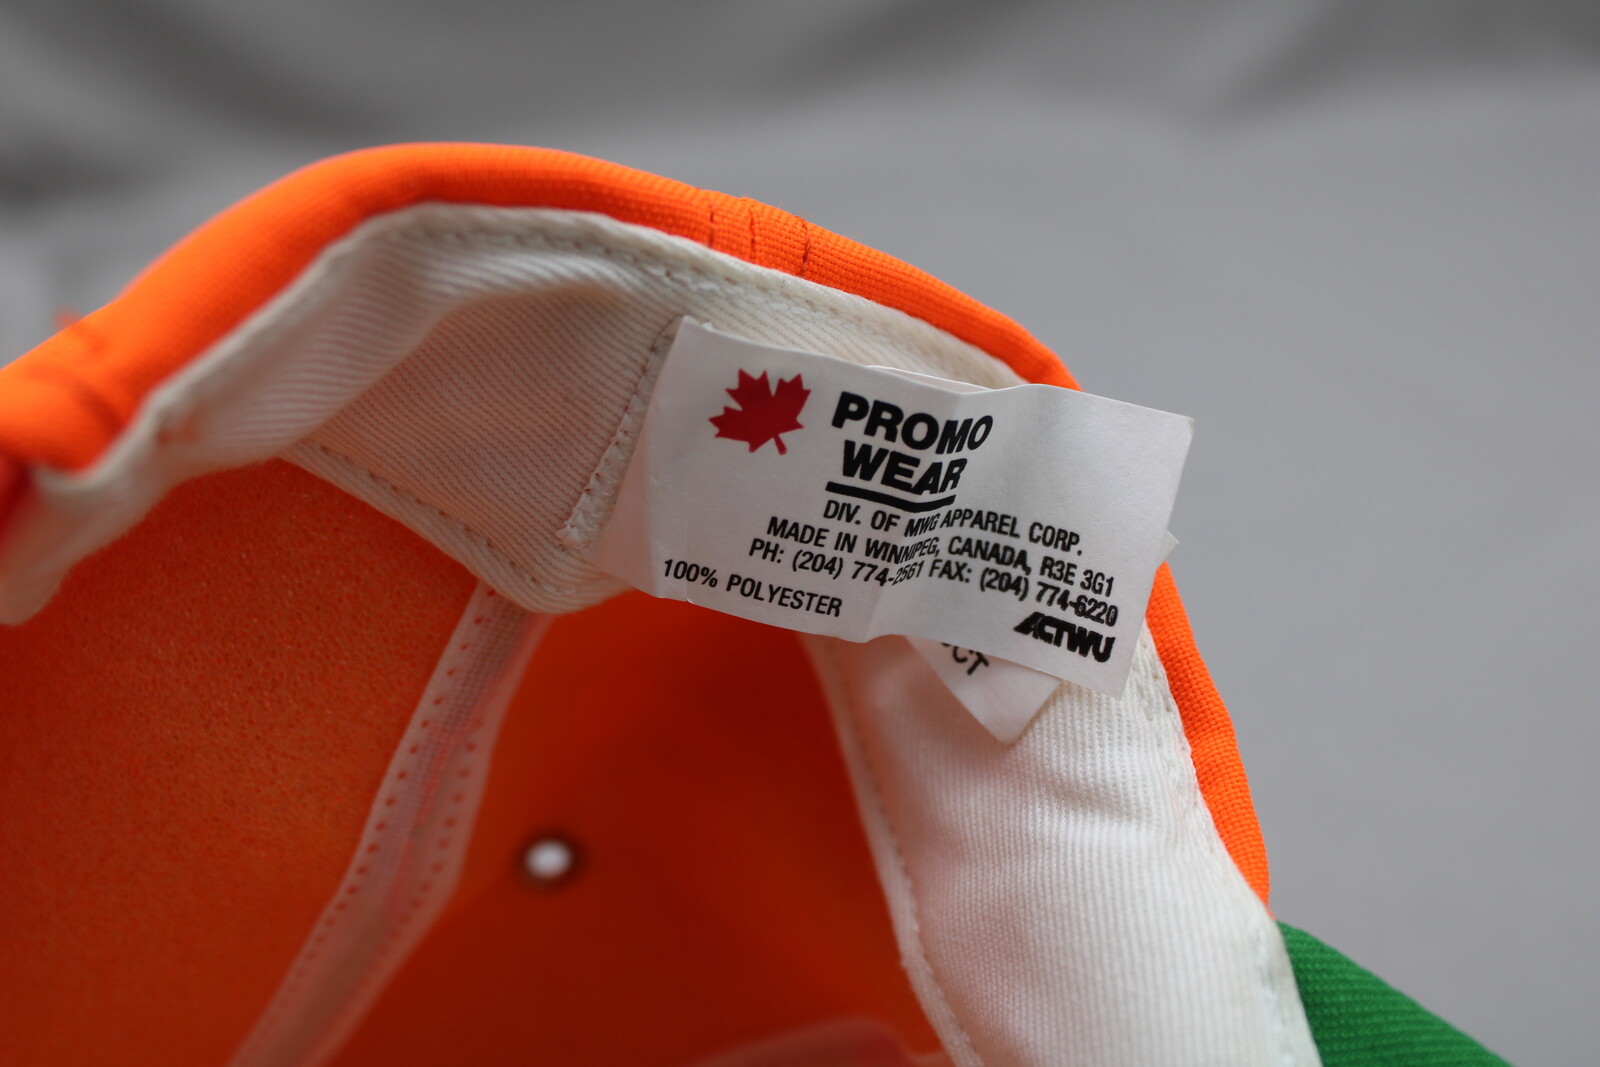 PROMO
WEAR
DIV. OF MWG APPAREL CORP.
MADE IN WINNIPEG, CANADA, R3E 3G1
PH: (204) 774-2561 FAX: (204) 774-6220
100% POLYESTER
ACTWU
CT